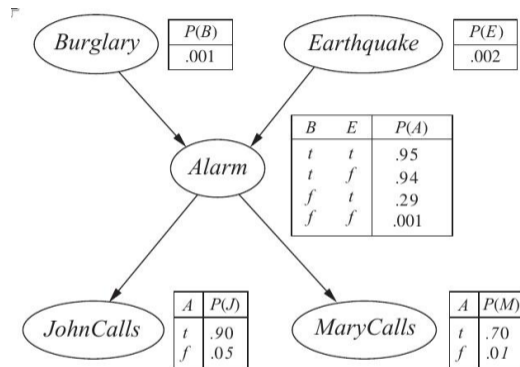 Burglary
P(B)
.001
Earthquake
P(E)
.002
Alarm
B E P(A)
t t .95
t f .94
f t .29
f f .001
JohnCalls
A P(J)
t .90
f .05
MaryCalls
A P(M)
t .70
f .01